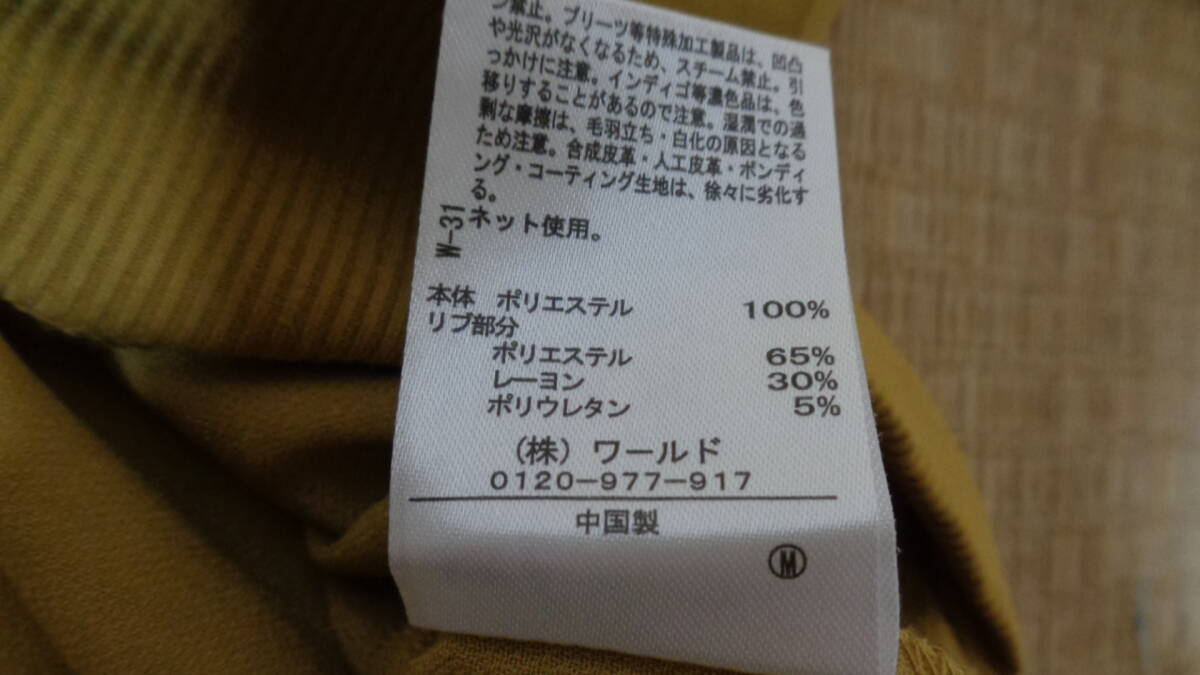 ン禁止。プリーツ等特殊加工製品は、凹凸
や光沢がなくなるため、スチーム禁止。引
っかけに注意。インディゴ等濃色品は、色
移りすることがあるので注意。湿潤での過
剰な摩擦は、毛羽立ち・白化の原因となる
ため注意。合成皮革・人工皮革・ボンディ
ング・コーティング生地は、徐々に劣化す
る。
ネット使用。
W-31
本体 ポリエステル 100%
リブ部分
ポリエステル 65%
レーヨン 30%
ポリウレタン 5%
(株)ワールド
0120-977-917
中国製
Ⓜ